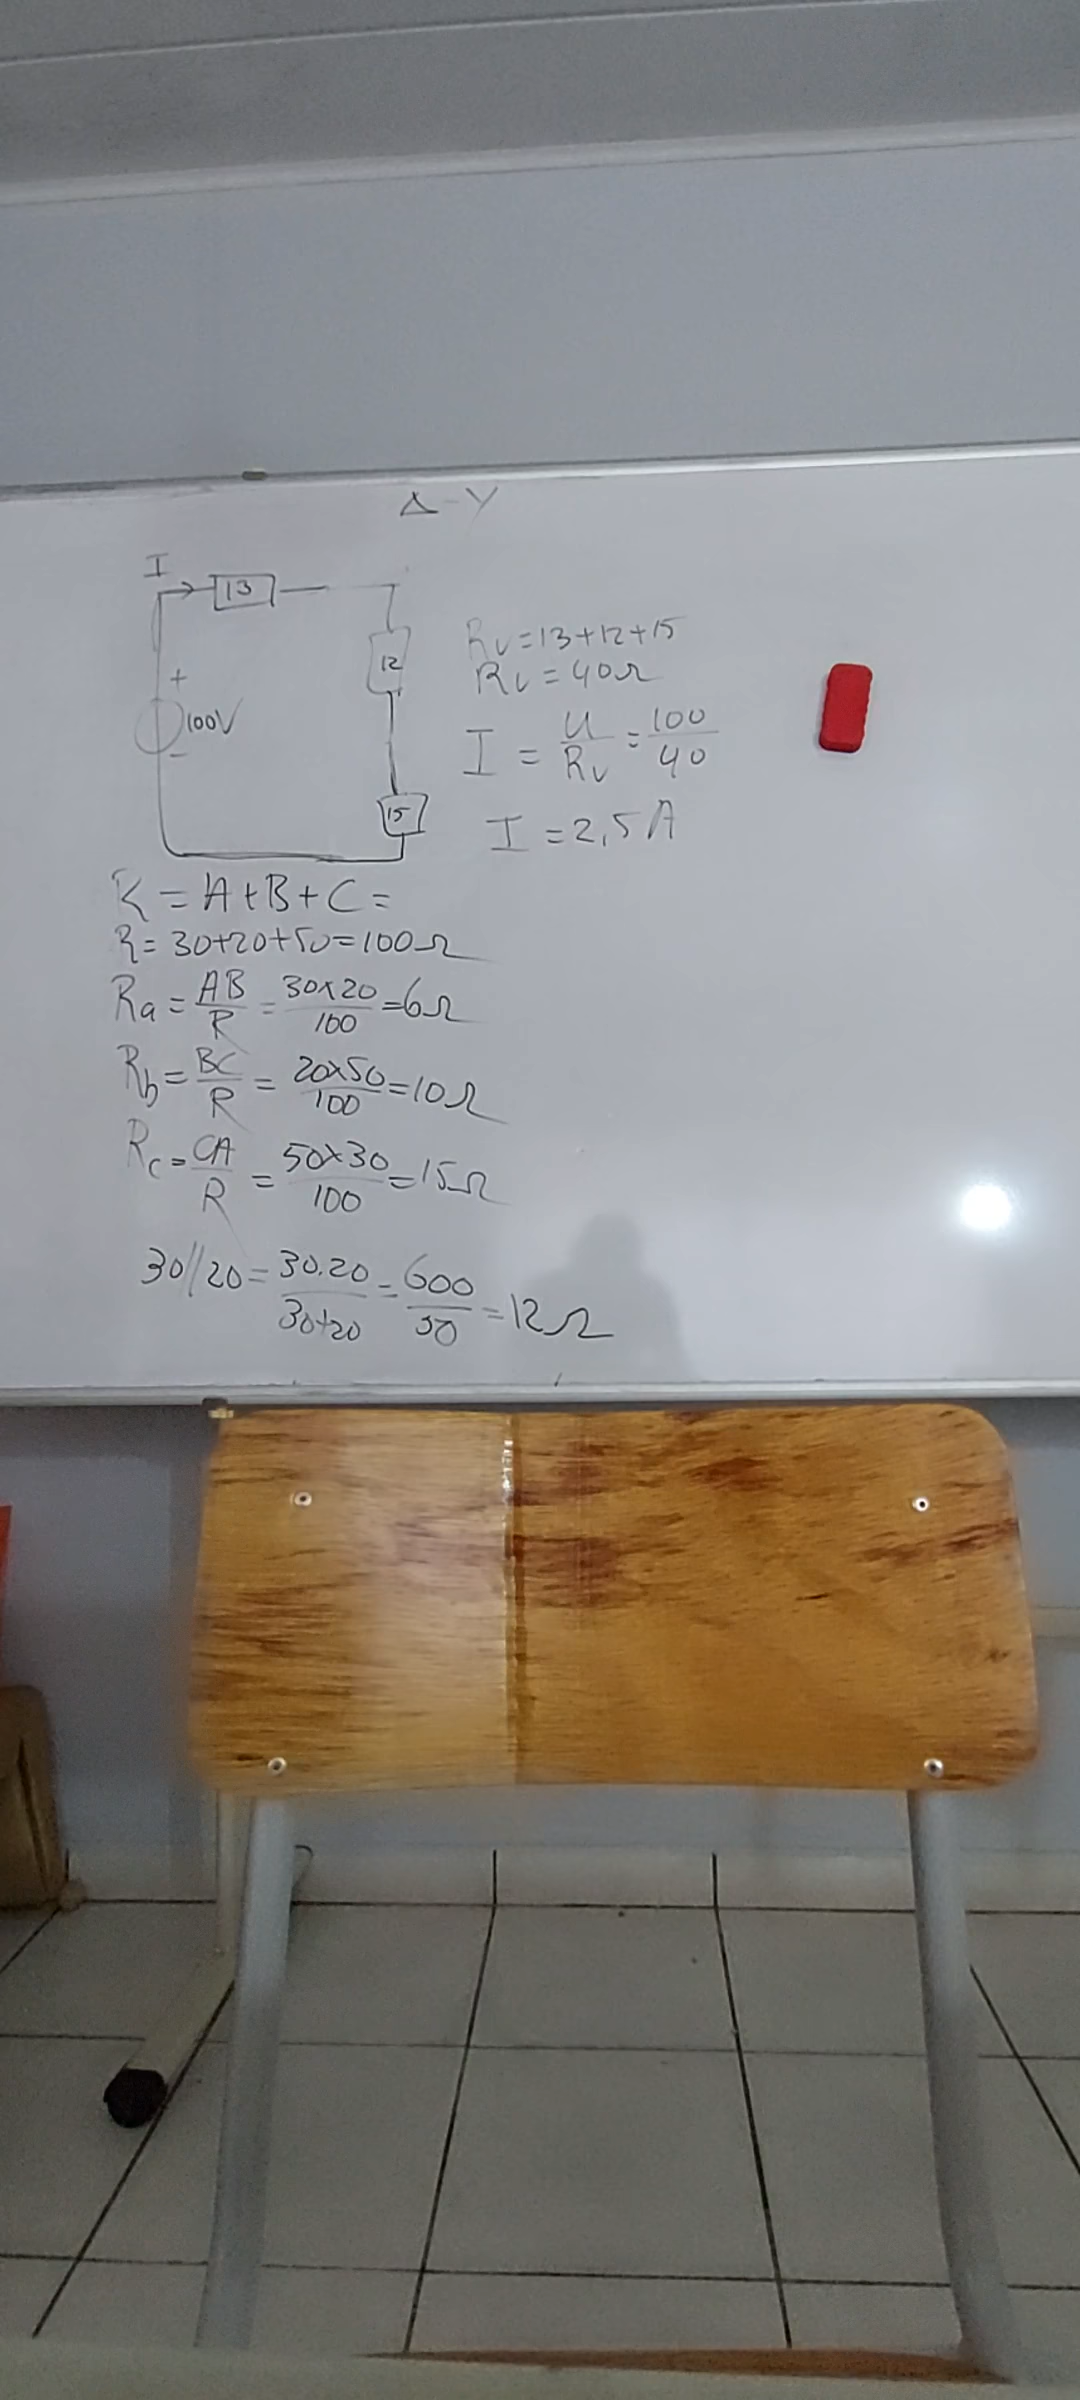 Δ-Y
I
13
12
+
100V
-
15
Rv=13+12+15
Rv=40Ω
I = U/Rv = 100/40
I = 2,5A
R = A+B+C =
R= 30+20+50=100Ω
Ra = AB/R = 30x20/100 =6Ω
Rb = BC/R = 20x50/100 =10Ω
Rc = CA/R = 50x30/100 =15Ω
30//20 = 30.20/30+20 = 600/50 =12Ω